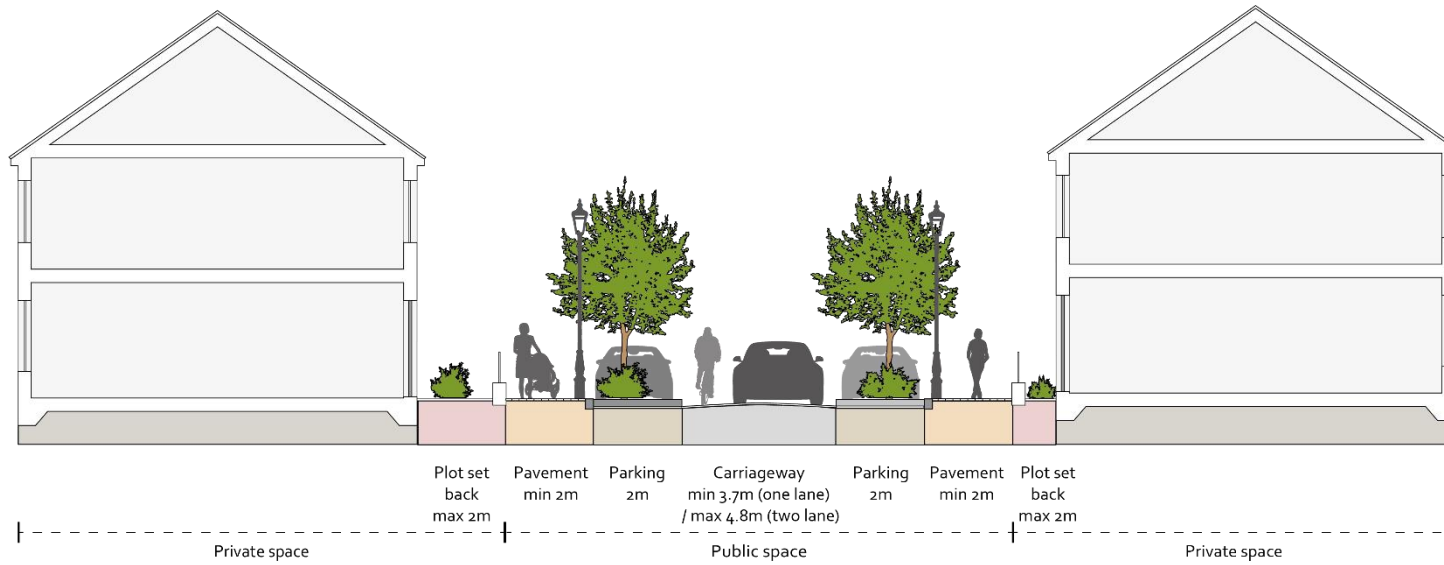 Plot set
back
max 2m
Pavement
min 2m
Parking
2m
Carriageway
min 3.7m (one lane)
/ max 4.8m (two lane)
Parking
2m
Pavement
min 2m
Plot set
back
max 2m
Private space
Public space
Private space